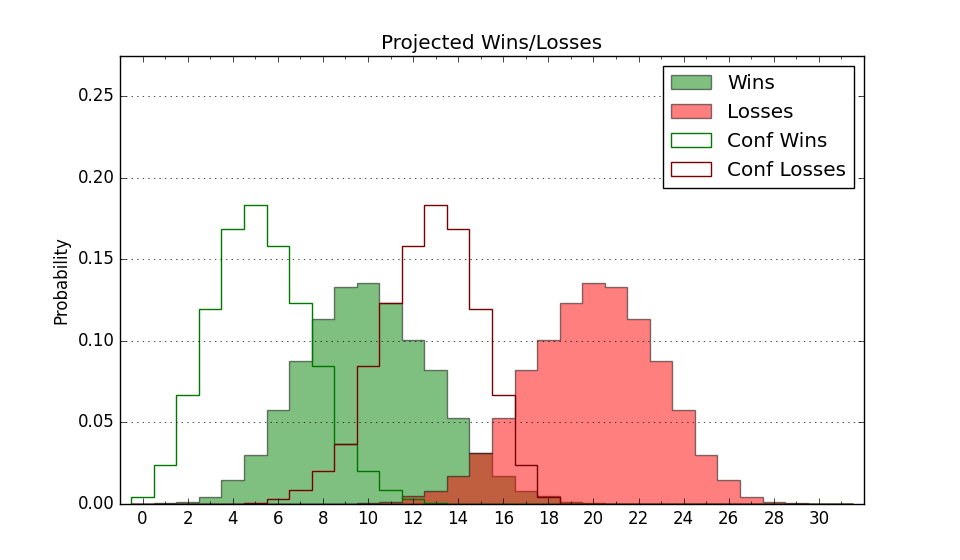 Projected Wins/Losses
Wins
Losses
Conf Wins
Conf Losses
Probability
0.25
0.20
0.15
0.10
0.05
0.00
0 2 4 6 8 10 12 14 16 18 20 22 24 26 28 30